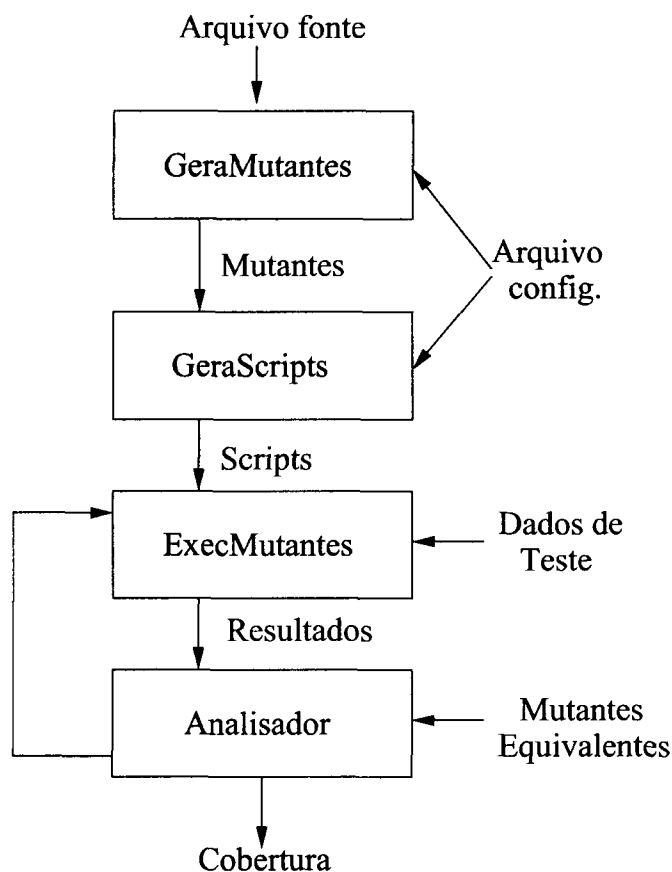 Arquivo fonte
GeraMutantes
Mutantes
Arquivo
config.
GeraScripts
Scripts
ExecMutantes
Dados de
Teste
Resultados
Analisador
Mutantes
Equivalentes
Cobertura